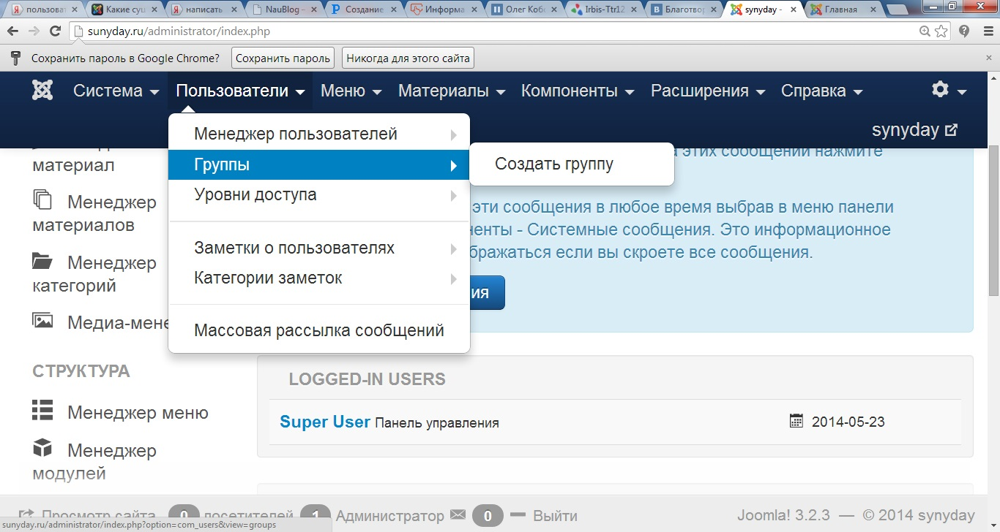 пользоват
Какие сущ
написать
NauBlog -
Создание
Информа
Олег Кобе
Irbis-Ttr12
Благотвор
synyday -
Главная
sunyday.ru/administrator/index.php
Сохранить пароль в Google Chrome? Сохранить пароль Никогда для этого сайта
Система Пользователи Меню Материалы Компоненты Расширения Справка
synyday
Менеджер пользователей
Группы
Создать группу
Уровни доступа
Заметки о пользователях
Категории заметок
Массовая рассылка сообщений
материал
Менеджер
материалов
Менеджер
категорий
Медиа-мене
СТРУКТУРА
Менеджер меню
Менеджер
модулей
этих сообщений нажмите
эти сообщения в любое время выбрав в меню панели
ненты - Системные сообщения. Это информационное
бражаться если вы скроете все сообщения.
ия
LOGGED-IN USERS
Super User Панель управления 2014-05-23
Просмотр сайта 0 посетителей 1 Администратор 0 Выйти Joomla! 3.2.3 — © 2014 synyday
sunyday.ru/administrator/index.php?option=com_users&view=groups